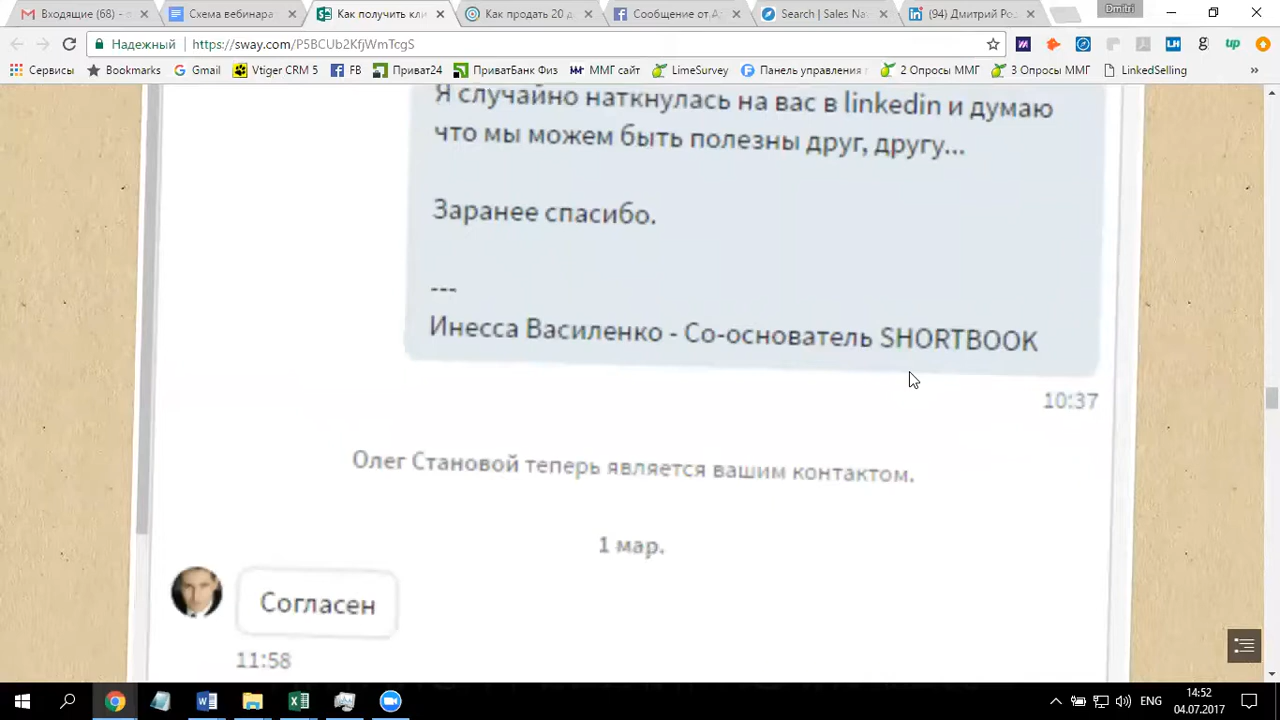 Входящие (68) -
Схема вебинара
Как получить кли
Как продать 20 д
Сообщение от А
Search | Sales Na
(94) Дмитрий Ро
Dmitri
Надежный
https://sway.com/P5BCUb2KfjWmTcgS
Сервисы
Bookmarks
Gmail
Vtiger CRM 5
FB
Приват24
ПриватБанк Физ
ММГ сайт
LimeSurvey
Панель управления
2 Опросы ММГ
3 Опросы ММГ
LinkedSelling
Я случайно наткнулась на вас в linkedin и думаю
что мы можем быть полезны друг, другу...
Заранее спасибо.
---
Инесса Василенко - Со-основатель SHORTBOOK
10:37
Олег Становой теперь является вашим контактом.
1 мар.
Согласен
11:58
ENG
14:52
04.07.2017